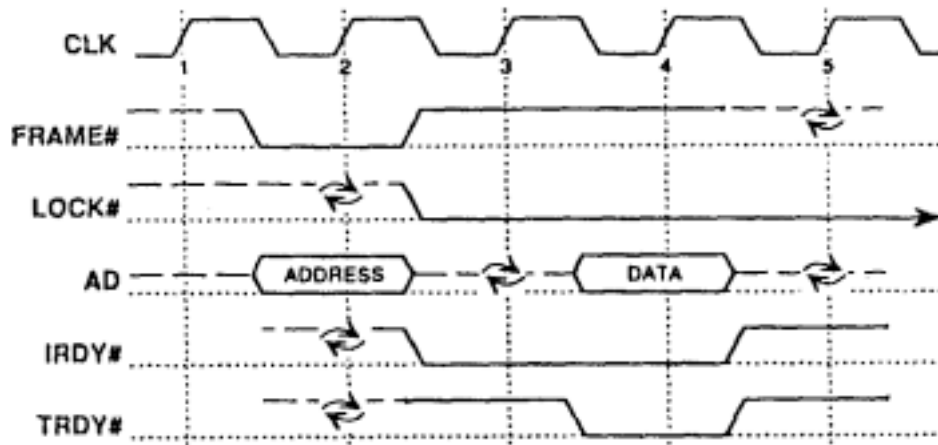 CLK
1 2 3 4 5
FRAME#
LOCK#
ADDRESS DATA
AD
IRDY#
TRDY#